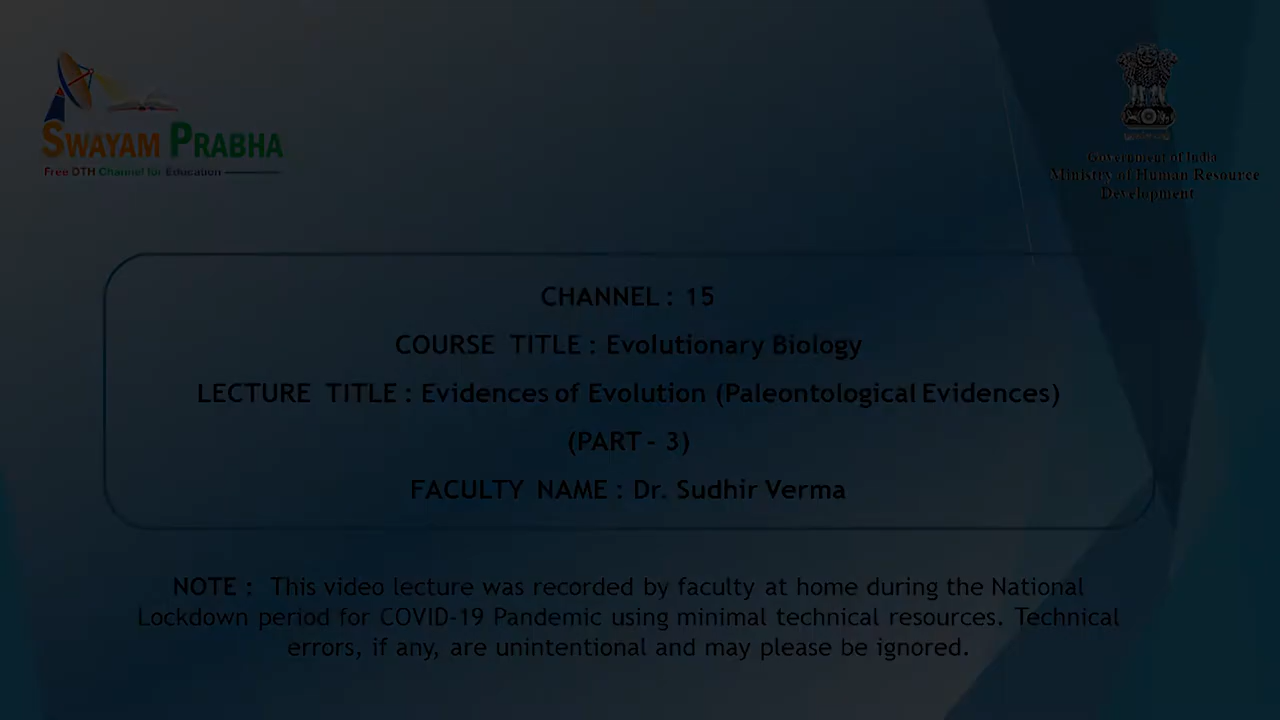 SWAYAM PRABHA
Free DTH Channel for Education
Government of India
Ministry of Human Resource
Development
CHANNEL : 15
COURSE TITLE : Evolutionary Biology
LECTURE TITLE : Evidences of Evolution (Paleontological Evidences)
(PART - 3)
FACULTY NAME : Dr. Sudhir Verma
NOTE : This video lecture was recorded by faculty at home during the National
Lockdown period for COVID-19 Pandemic using minimal technical resources. Technical
errors, if any, are unintentional and may please be ignored.